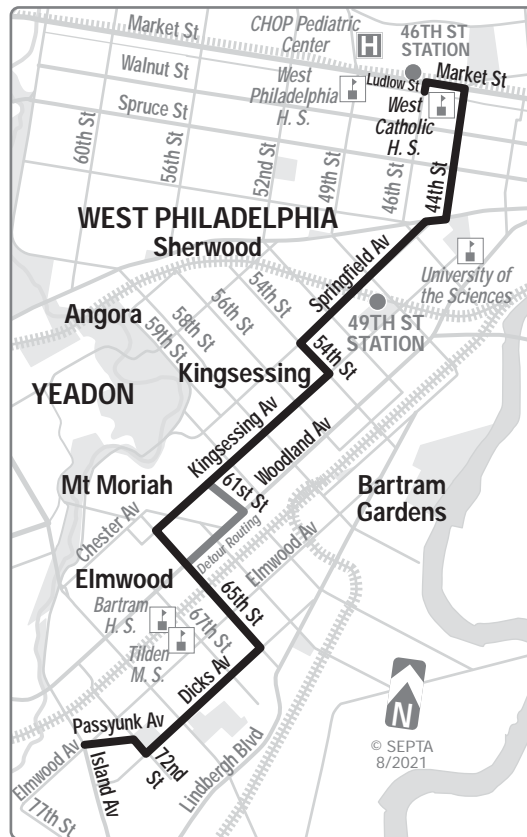 CHOP Pediatric
Center
H
46TH ST
STATION
Walnut St
West
Philadelphia
H. S.
Ludlow St
Market St
West
Catholic
H. S.
Spruce St
60th St
56th St
52nd St
49th St
46th St
44th St
WEST PHILADELPHIA
Sherwood
Springfield Av
University of
the Sciences
54th St
56th St
58th St
59th St
Angora
49TH ST
STATION
54th St
Kingsessing
YEADON
Kingsessing Av
Woodland Av
Mt Moriah
61st St
Bartram
Gardens
Chester Av
Detour Routing
Elmwood Av
Elmwood
65th St
Bartram
H. S.
67th St
Tilden
M. S.
Dicks Av
N
Passyunk Av
72nd
St
Lindbergh Blvd
© SEPTA
8/2021
Elmwood Av
Island Av
77th St